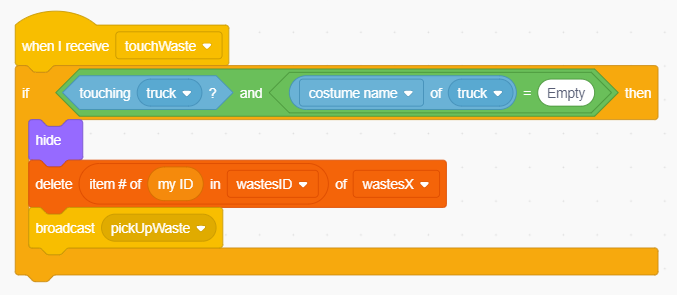 when I receive touchWaste
if touching truck ? and costume name of truck = Empty then
hide
delete item # of my ID in wastesID of wastesX
broadcast pickUpWaste